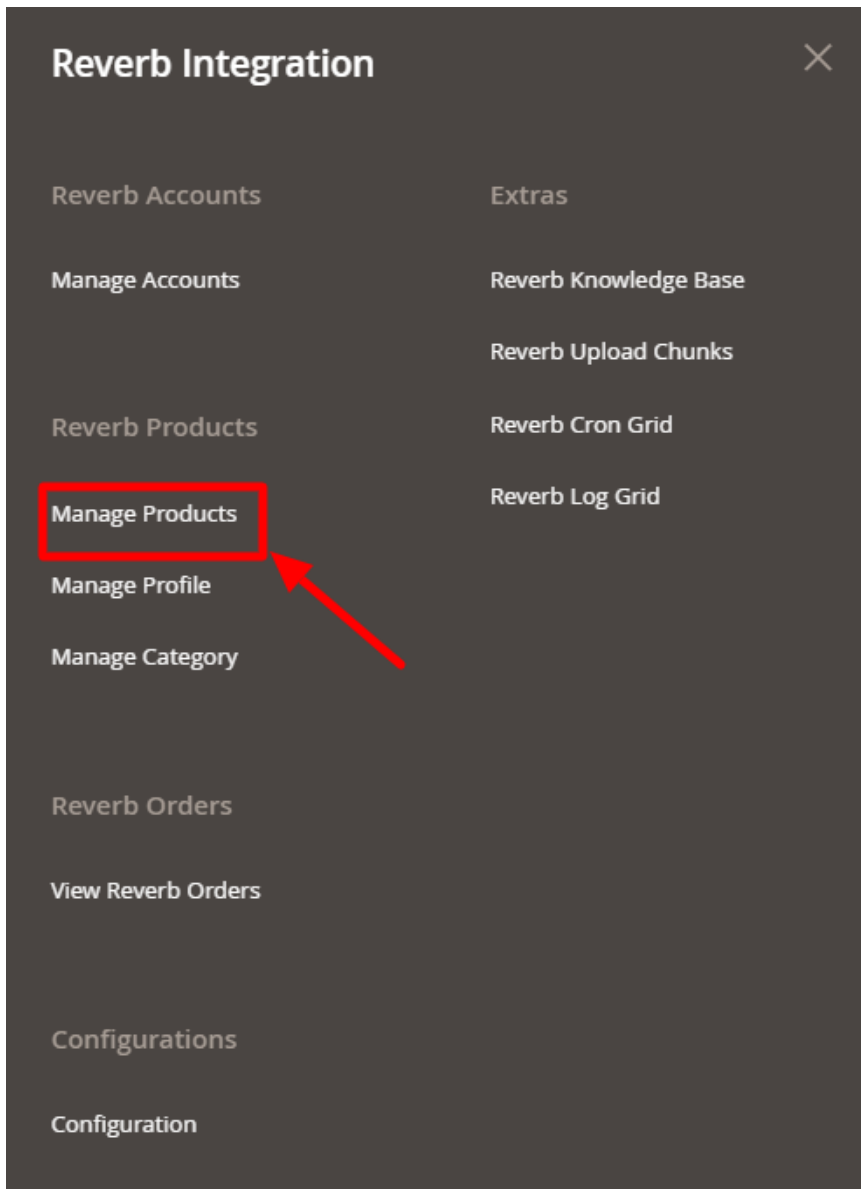 Reverb Integration
Reverb Accounts
Manage Accounts
Reverb Products
Manage Products
Manage Profile
Manage Category
Reverb Orders
View Reverb Orders
Configurations
Configuration
Extras
Reverb Knowledge Base
Reverb Upload Chunks
Reverb Cron Grid
Reverb Log Grid